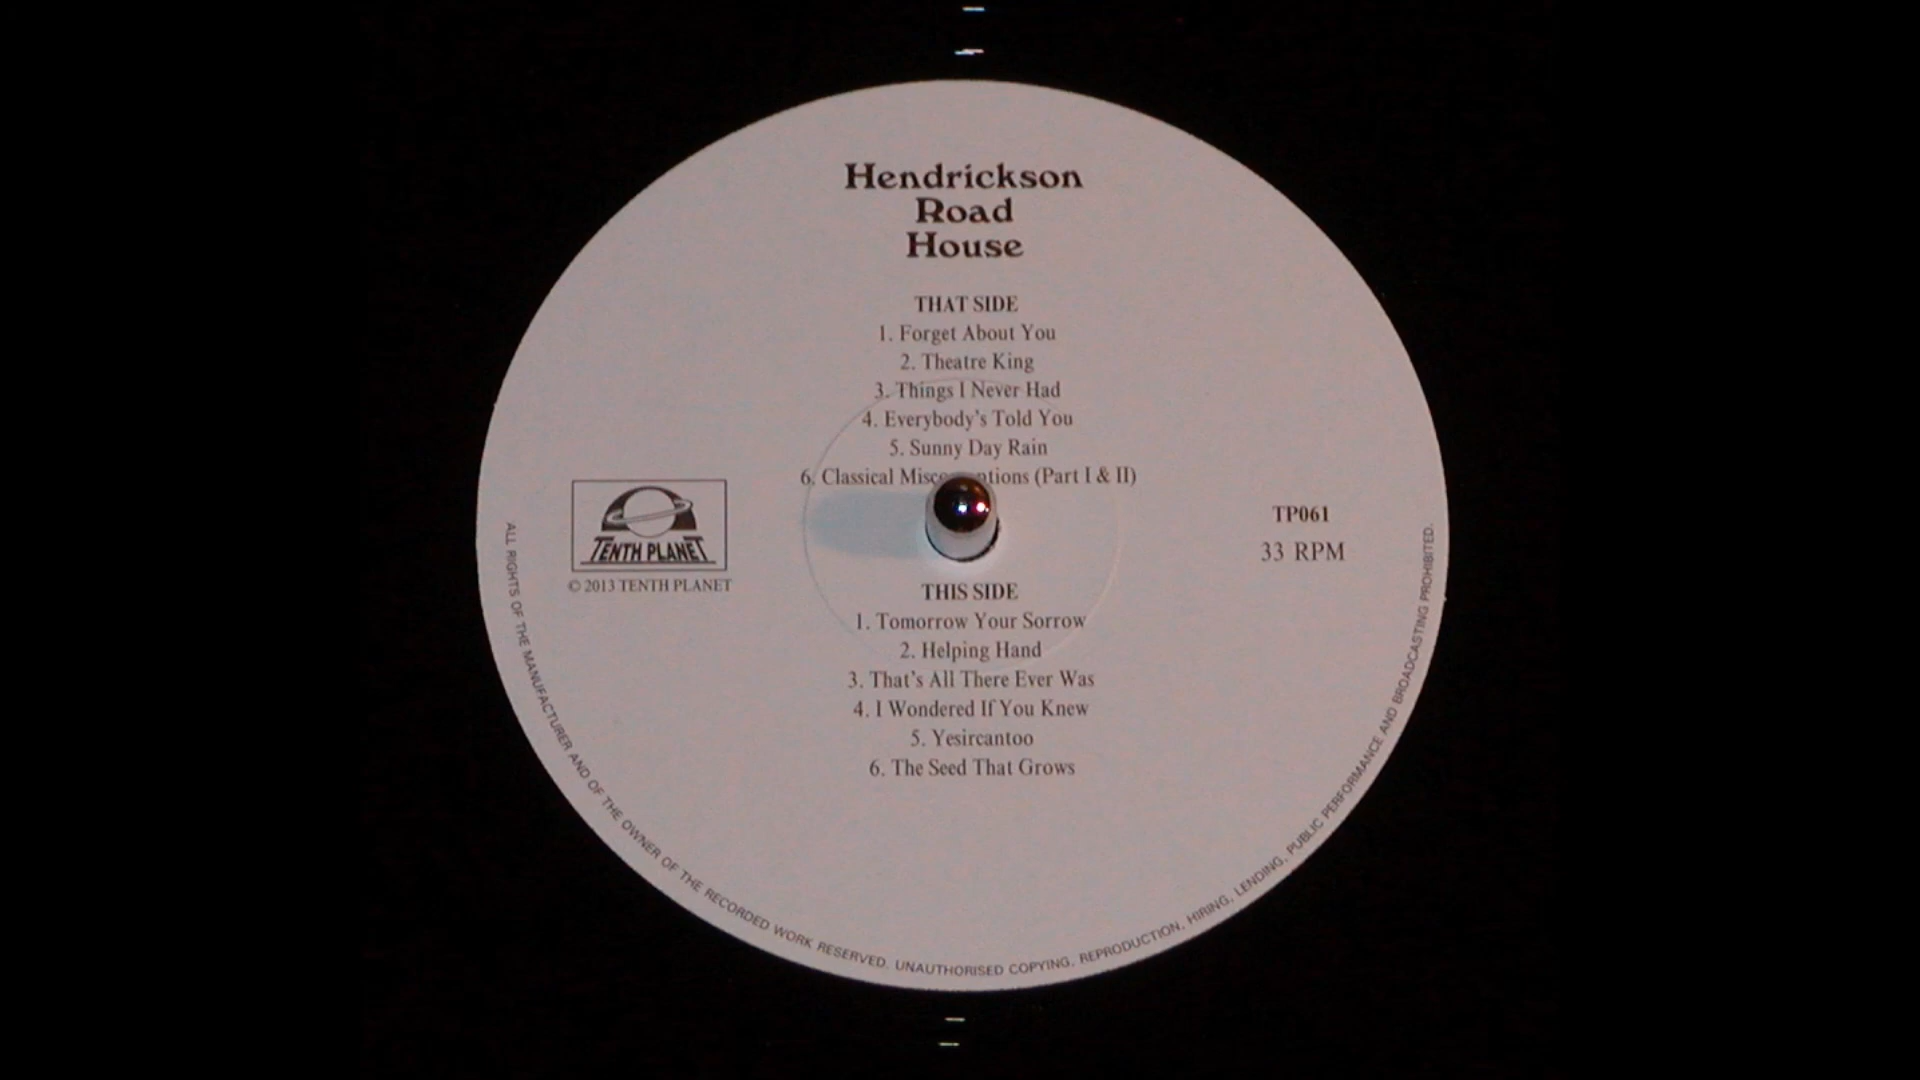 Hendrickson
Road
House
THAT SIDE
1. Forget About You
2. Theatre King
3. Things I Never Had
4. Everybody's Told You
5. Sunny Day Rain
6. Classical (Part I & II)
TENTH PLANET
© 2013 TENTH PLANET
TP061
33 RPM
THIS SIDE
1. Tomorrow Your Sorrow
2. Helping Hand
3. That's All There Ever Was
4. I Wondered If You Knew
5. Yesircantoo
6. The Seed That Grows
ALL RIGHTS OF THE MANUFACTURER AND OF THE OWNER OF THE RECORDED WORK RESERVED. UNAUTHORISED COPYING, REPRODUCTION, HIRING, LENDING, PUBLIC PERFORMANCE AND BROADCASTING PROHIBITED.